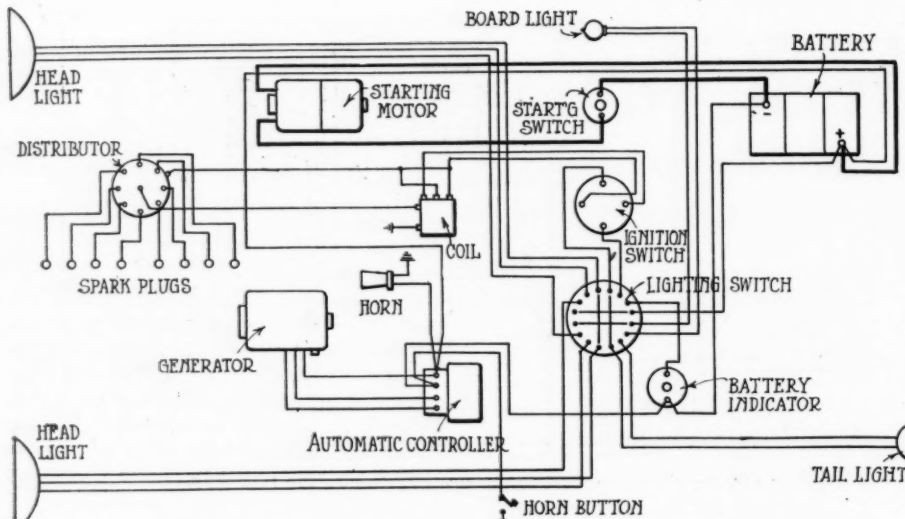 BOARD LIGHT
BATTERY
HEAD
LIGHT
STARTING
MOTOR
START'G
SWITCH
- +
DISTRIBUTOR
COIL
IGNITION
SWITCH
SPARK PLUGS
HORN
LIGHTING SWITCH
GENERATOR
BATTERY
INDICATOR
HEAD
LIGHT
AUTOMATIC CONTROLLER
TAIL LIGHT
HORN BUTTON